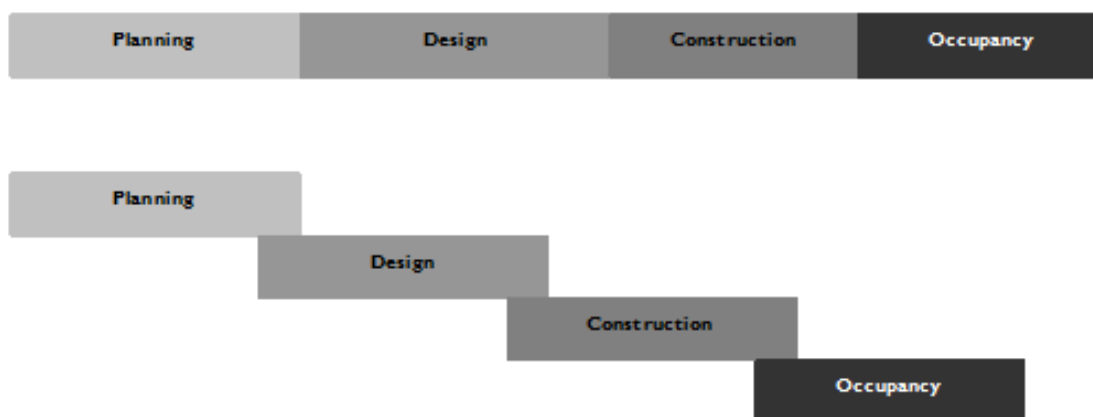 Planning Design Construction Occupancy
Planning
Design
Construction
Occupancy